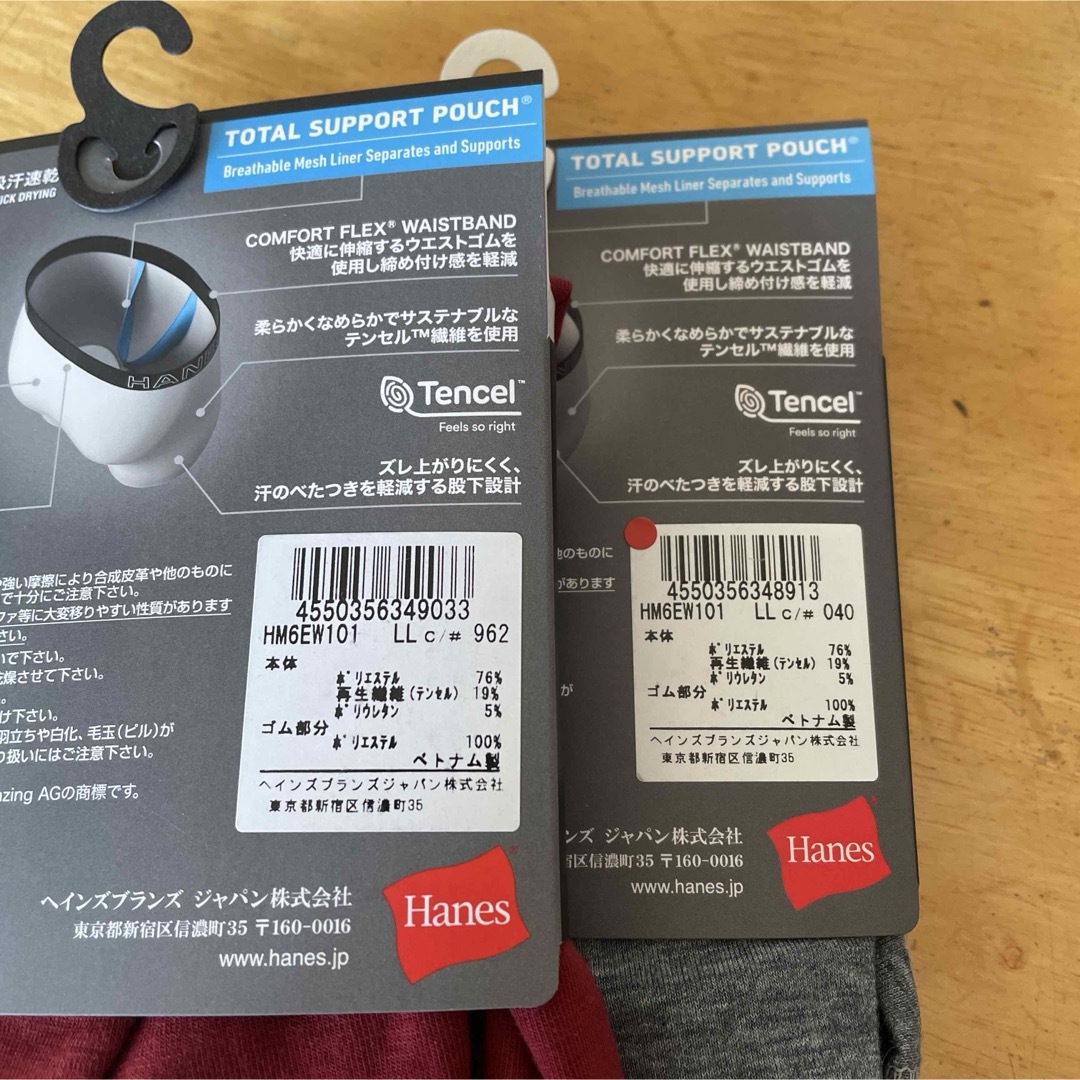 TOTAL SUPPORT POUCH®
Breathable Mesh Liner Separates and Supports
吸汗速乾
QUICK DRYING
COMFORT FLEX® WAISTBAND
快適に伸縮するウエストゴムを
使用し締め付け感を軽減
柔らかくなめらかでサステナブルな
テンセル™繊維を使用
Tencel™
Feels so right
ズレ上がりにくく、
汗のべたつきを軽減する股下設計
HANE
強い摩擦により合成皮革や他のものに
で十分にご注意下さい。
ファ等に大変移りやすい性質があります
さい。
いで下さい。
乾燥させて下さい。
け下さい。
羽立ちや白化、毛玉(ピル)が
り扱いにはご注意下さい。
nzing AGの商標です。
4550356349033
HM6EW101 LL C/# 962
本体
ポリエステル 76%
再生繊維(テンセル) 19%
ポリウレタン 5%
ゴム部分
ポリエステル 100%
ベトナム製
ヘインズブランズジャパン株式会社
東京都新宿区信濃町35
ヘインズブランズ ジャパン株式会社
東京都新宿区信濃町35 〒160-0016
www.hanes.jp
Hanes
TOTAL SUPPORT POUCH®
Breathable Mesh Liner Separates and Supports
COMFORT FLEX® WAISTBAND
快適に伸縮するウエストゴムを
使用し締め付け感を軽減
柔らかくなめらかでサステナブルな
テンセル™繊維を使用
Tencel™
Feels so right
ズレ上がりにくく、
汗のべたつきを軽減する股下設計
他のものに
があります
が
4550356348913
HM6EW101 LL C/# 040
本体
ポリエステル 76%
再生繊維(テンセル) 19%
ポリウレタン 5%
ゴム部分
ポリエステル 100%
ベトナム製
ヘインズブランズジャパン株式会社
東京都新宿区信濃町35
ンズ ジャパン株式会社
宿区信濃町35 〒160-0016
www.hanes.jp
Hanes